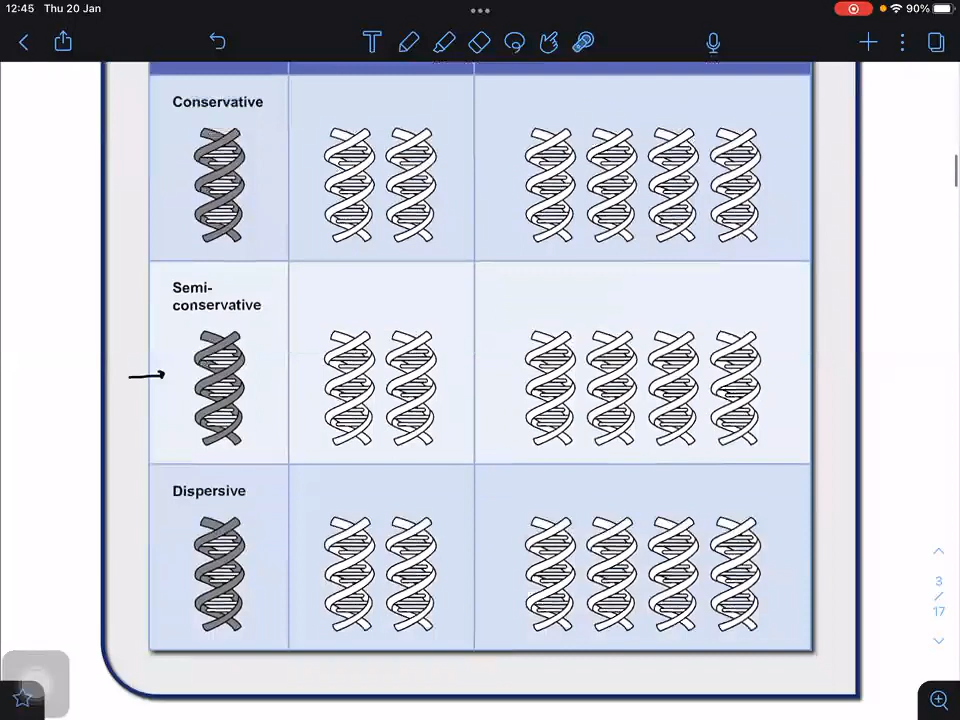 12:45 Thu 20 Jan
90%
Conservative
Semi-
conservative
Dispersive
3
/
17